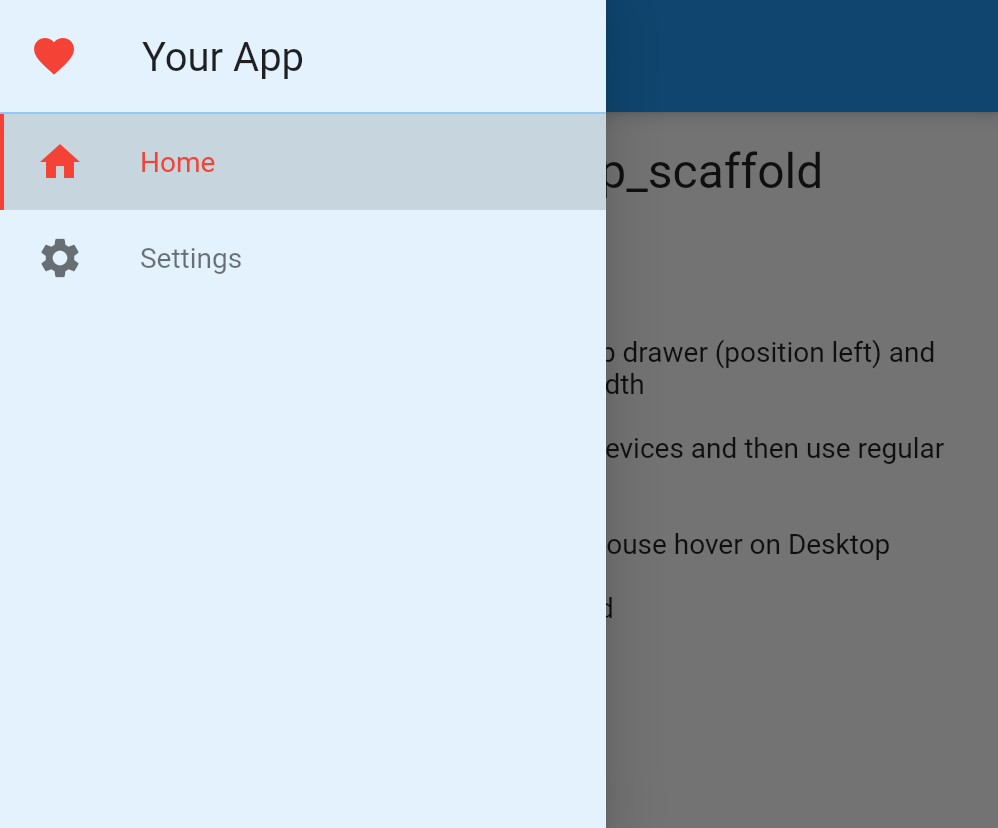 Your App
Home
Settings
p_scaffold
drawer (position left) and
dth
evices and then use regular
ouse hover on Desktop
d